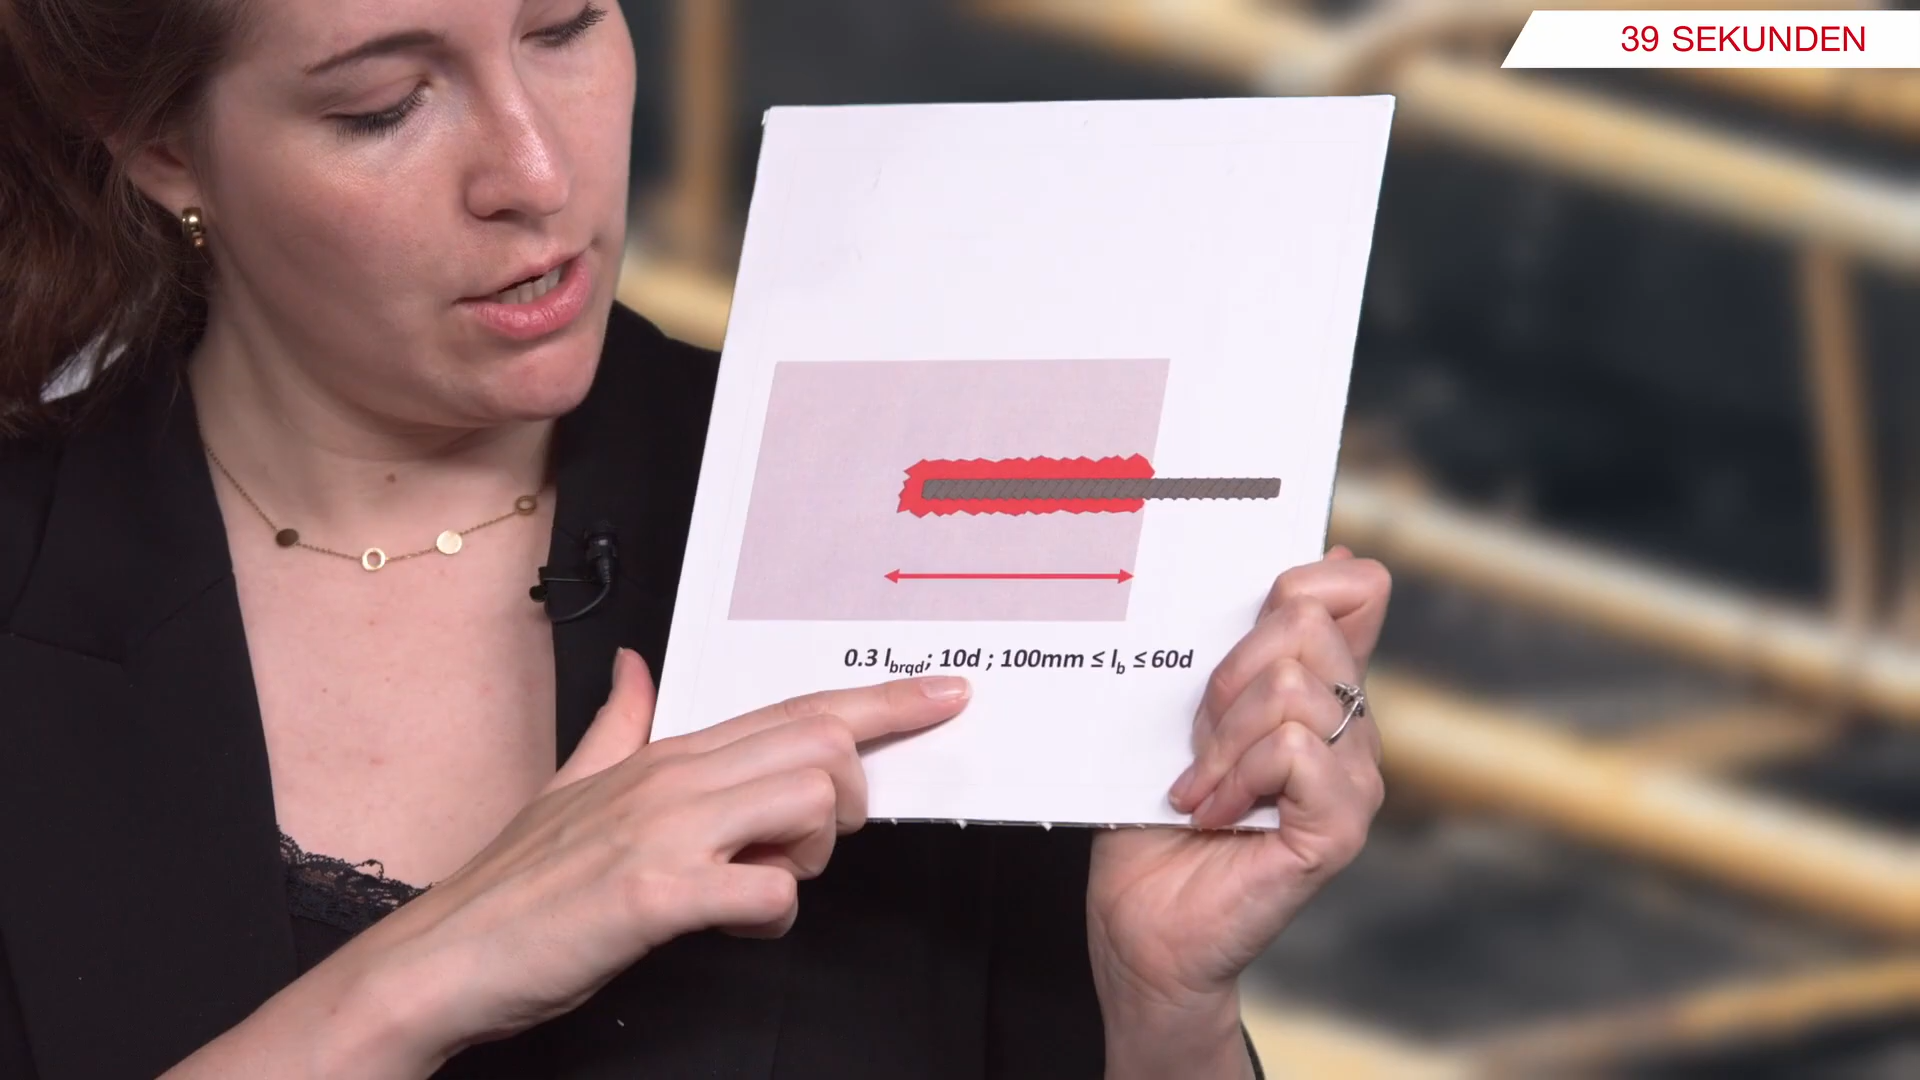 39 SEKUNDEN
0.3 lbrqd; 10d ; 100mm ≤ lb ≤ 60d